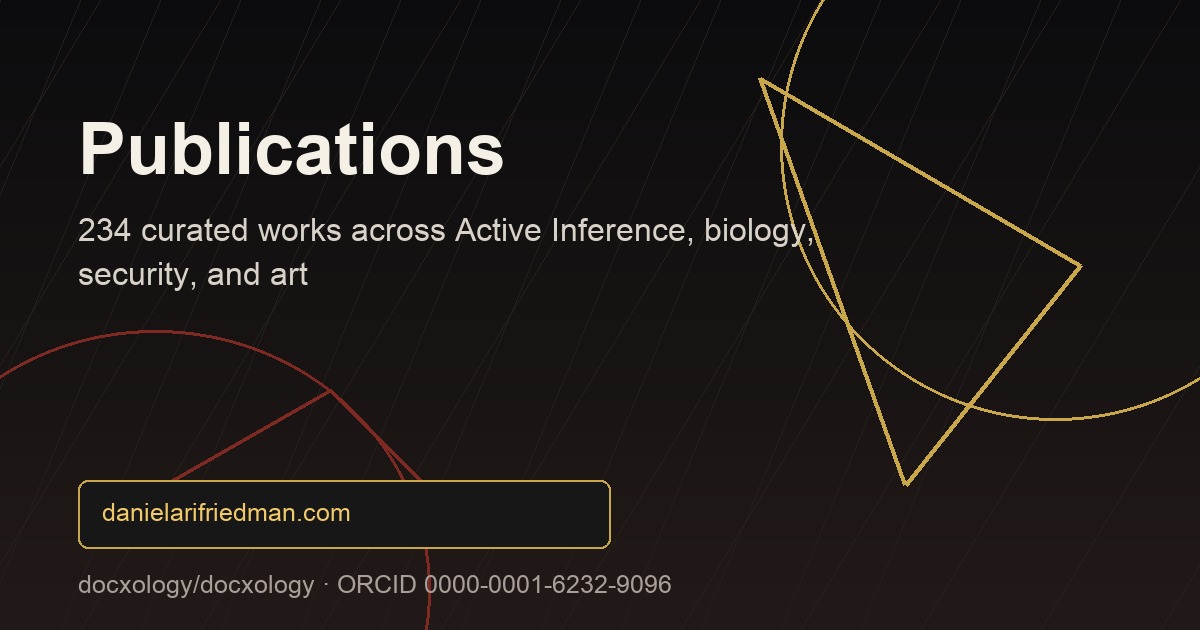 Publications
234 curated works across Active Inference, biology,
security, and art
danielarifriedman.com
docxology/docxology · ORCID 0000-0001-6232-9096